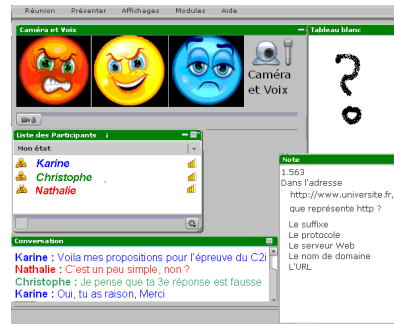 Réunion Présenter Affichages Modules Aide
Caméra et Voix
Tableau blanc
Caméra
et Voix
?
Liste des Participants
Mon état
Karine
Christophe
Nathalie
Note
1.563
Dans l'adresse
http://www.universite.fr,
que représente http ?
Le suffixe
Le protocole
Le serveur Web
Le nom de domaine
L'URL
Conversation
Karine : Voila mes propositions pour l'épreuve du C2i
Nathalie : C'est un peu simple, non ?
Christophe : Je pense que ta 3e réponse est fausse
Karine : Oui, tu as raison, Merci